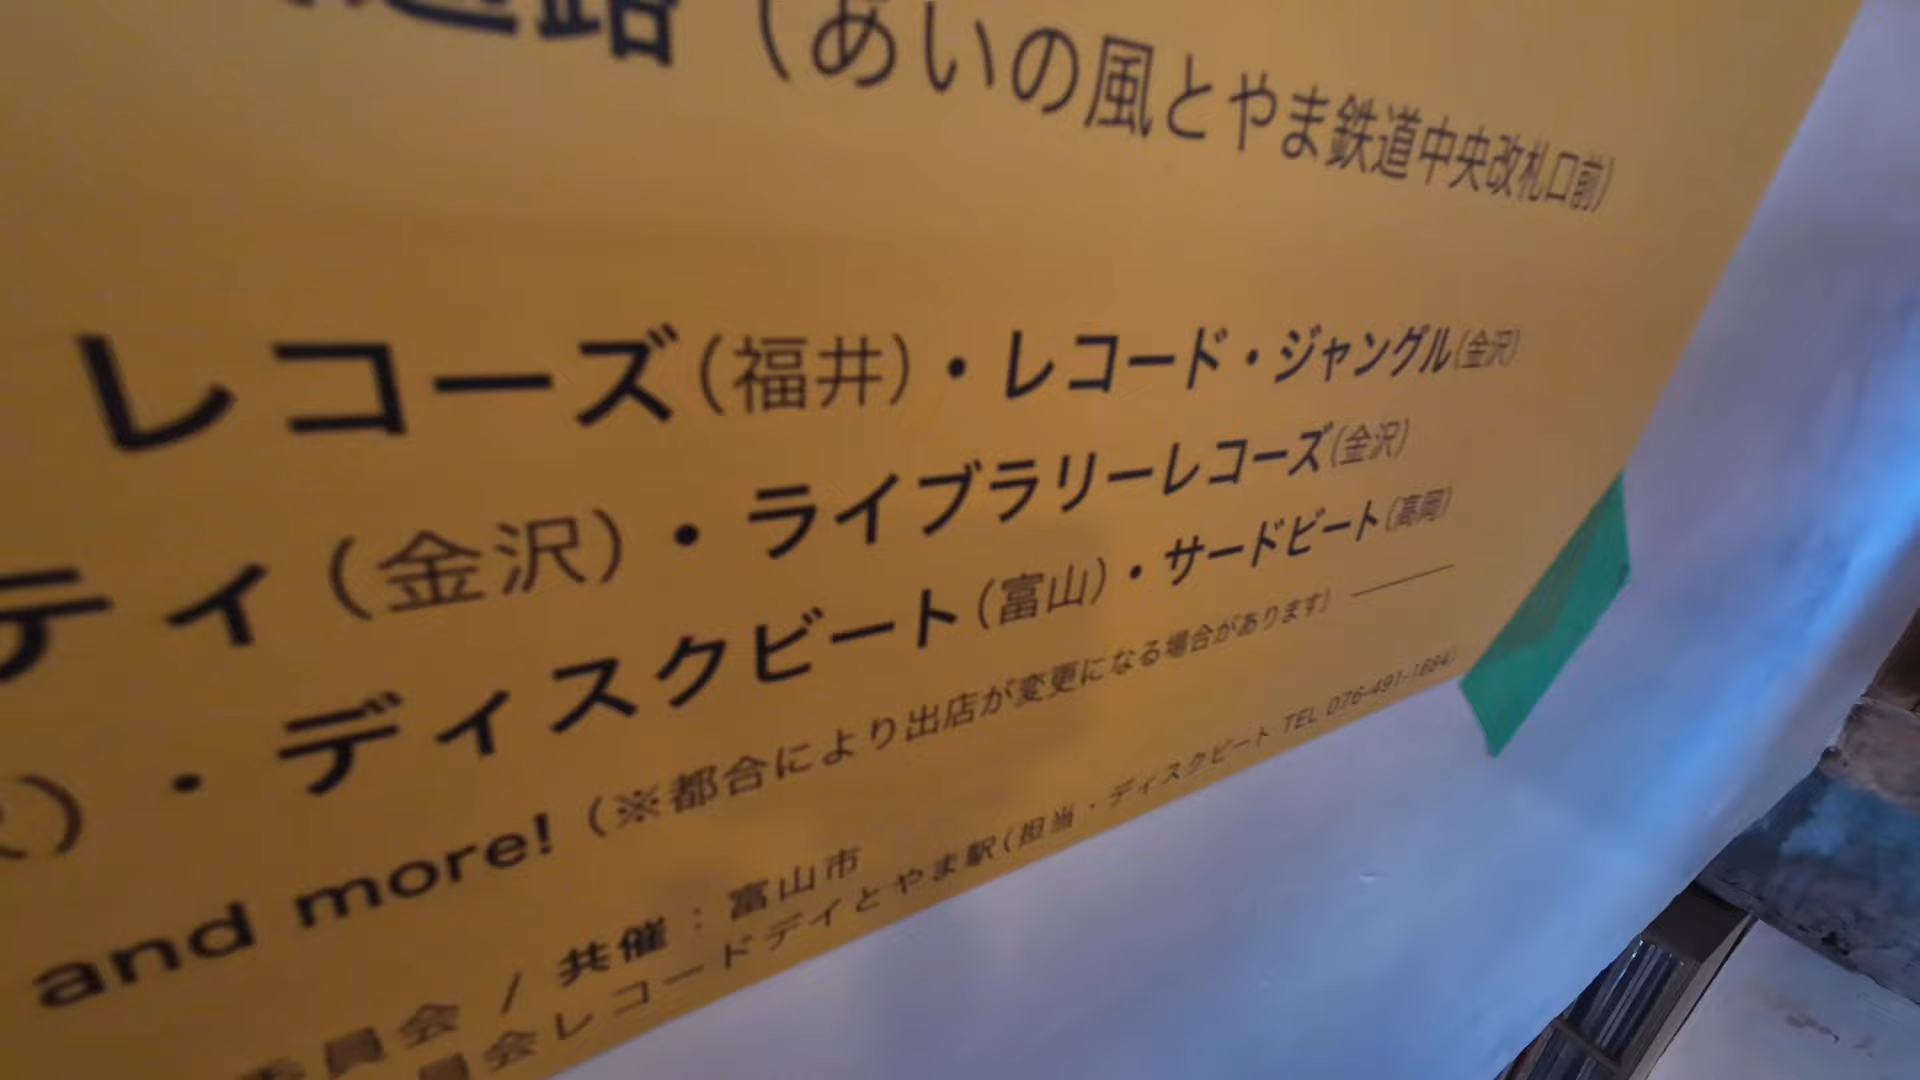 路（あいの風とやま鉄道中央改札口前）
レコーズ（福井）・レコード・ジャングル（金沢）
ティ（金沢）・ライブラリーレコーズ（金沢）
）・ディスクビート（富山）・サードビート（高岡）
and more!（※都合により出店が変更になる場合があります）
委員会 / 共催：富山市
員会レコードデイとやま駅（担当・ディスクビート TEL 076-491-1684）